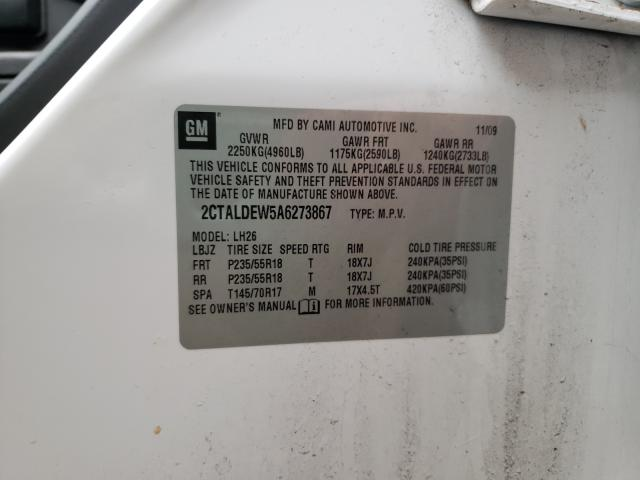 GM ® MFD BY CAMI AUTOMOTIVE INC. 11/09
GVWR GAWR FRT GAWR RR
2250KG(4960LB) 1175KG(2590LB) 1240KG(2733LB)
THIS VEHICLE CONFORMS TO ALL APPLICABLE U.S. FEDERAL MOTOR
VEHICLE SAFETY AND THEFT PREVENTION STANDARDS IN EFFECT
ON THE DATE OF MANUFACTURE SHOWN ABOVE.
2CTALDEW5A6273867 TYPE: M.P.V.
MODEL: LH26
LBJZ TIRE SIZE SPEED RTG RIM COLD TIRE PRESSURE
FRT P235/55R18 T 18X7J 240KPA(35PSI)
RR P235/55R18 T 18X7J 240KPA(35PSI)
SPA T145/70R17 M 17X4.5T 420KPA(60PSI)
SEE OWNER'S MANUAL FOR MORE INFORMATION.